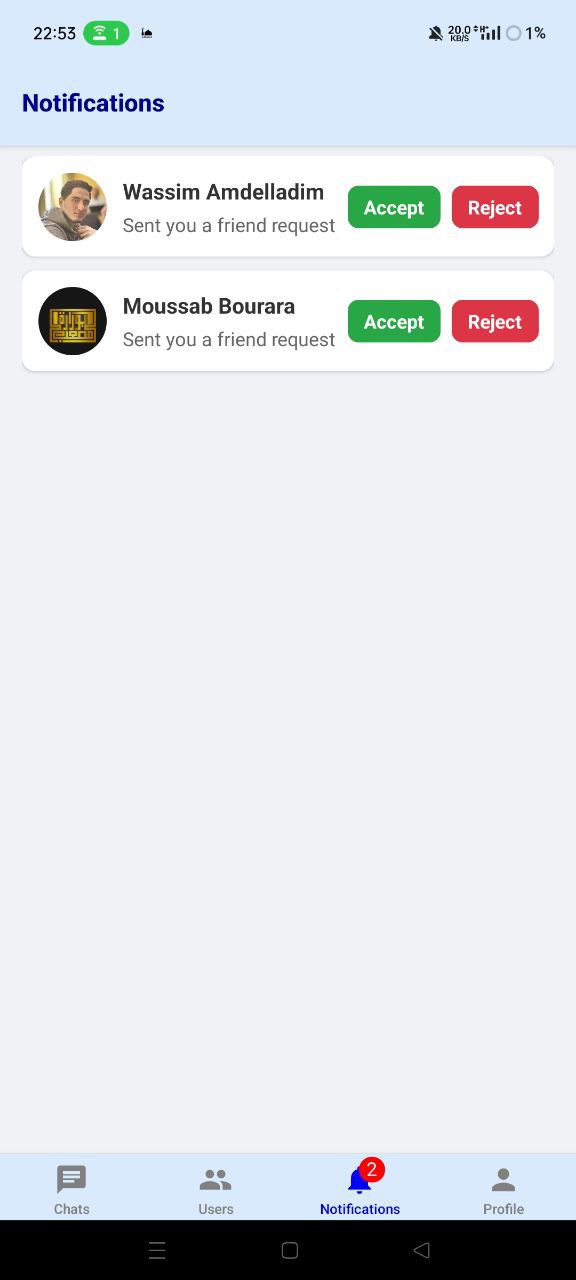 22:53 1 20.0 KB/S H+ 1%
Notifications
Wassim Amdelladim
Sent you a friend request
Accept Reject
Moussab Bourara
Sent you a friend request
Accept Reject
2
Chats Users Notifications Profile